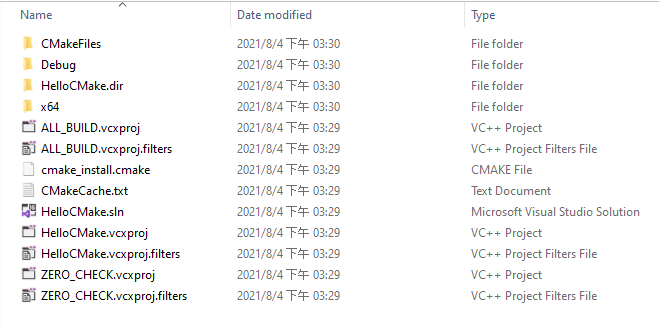 Name Date modified Type
CMakeFiles 2021/8/4 下午 03:30 File folder
Debug 2021/8/4 下午 03:30 File folder
HelloCMake.dir 2021/8/4 下午 03:30 File folder
x64 2021/8/4 下午 03:30 File folder
ALL_BUILD.vcxproj 2021/8/4 下午 03:29 VC++ Project
ALL_BUILD.vcxproj.filters 2021/8/4 下午 03:29 VC++ Project Filters File
cmake_install.cmake 2021/8/4 下午 03:29 CMAKE File
CMakeCache.txt 2021/8/4 下午 03:29 Text Document
HelloCMake.sln 2021/8/4 下午 03:29 Microsoft Visual Studio Solution
HelloCMake.vcxproj 2021/8/4 下午 03:29 VC++ Project
HelloCMake.vcxproj.filters 2021/8/4 下午 03:29 VC++ Project Filters File
ZERO_CHECK.vcxproj 2021/8/4 下午 03:29 VC++ Project
ZERO_CHECK.vcxproj.filters 2021/8/4 下午 03:29 VC++ Project Filters File